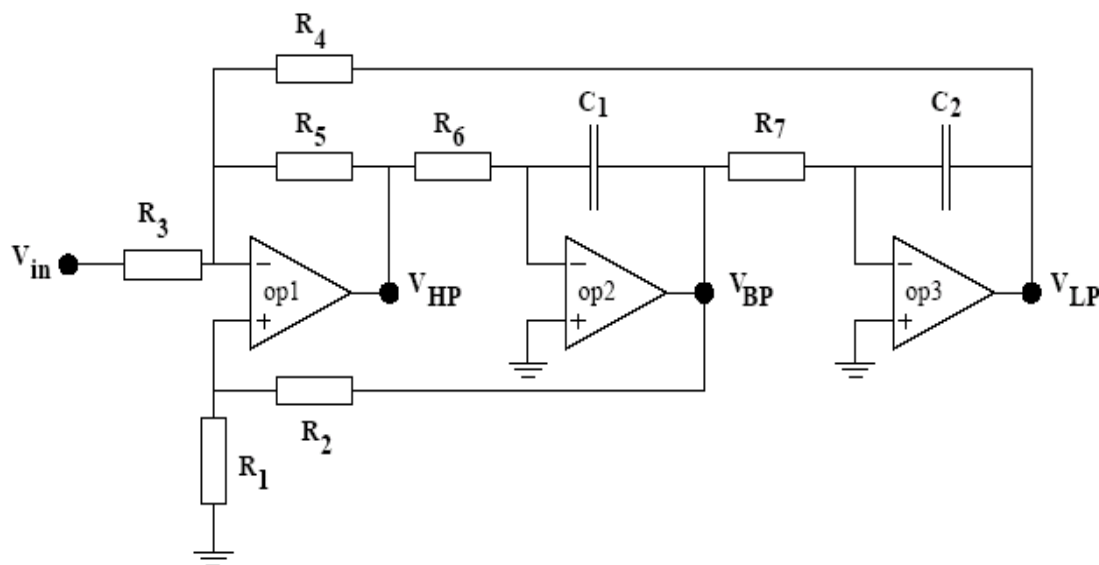 R4
C1
C2
R5
R6
R7
R3
Vin
−
op1
+
VHP
−
op2
+
VBP
−
op3
+
VLP
R2
R1